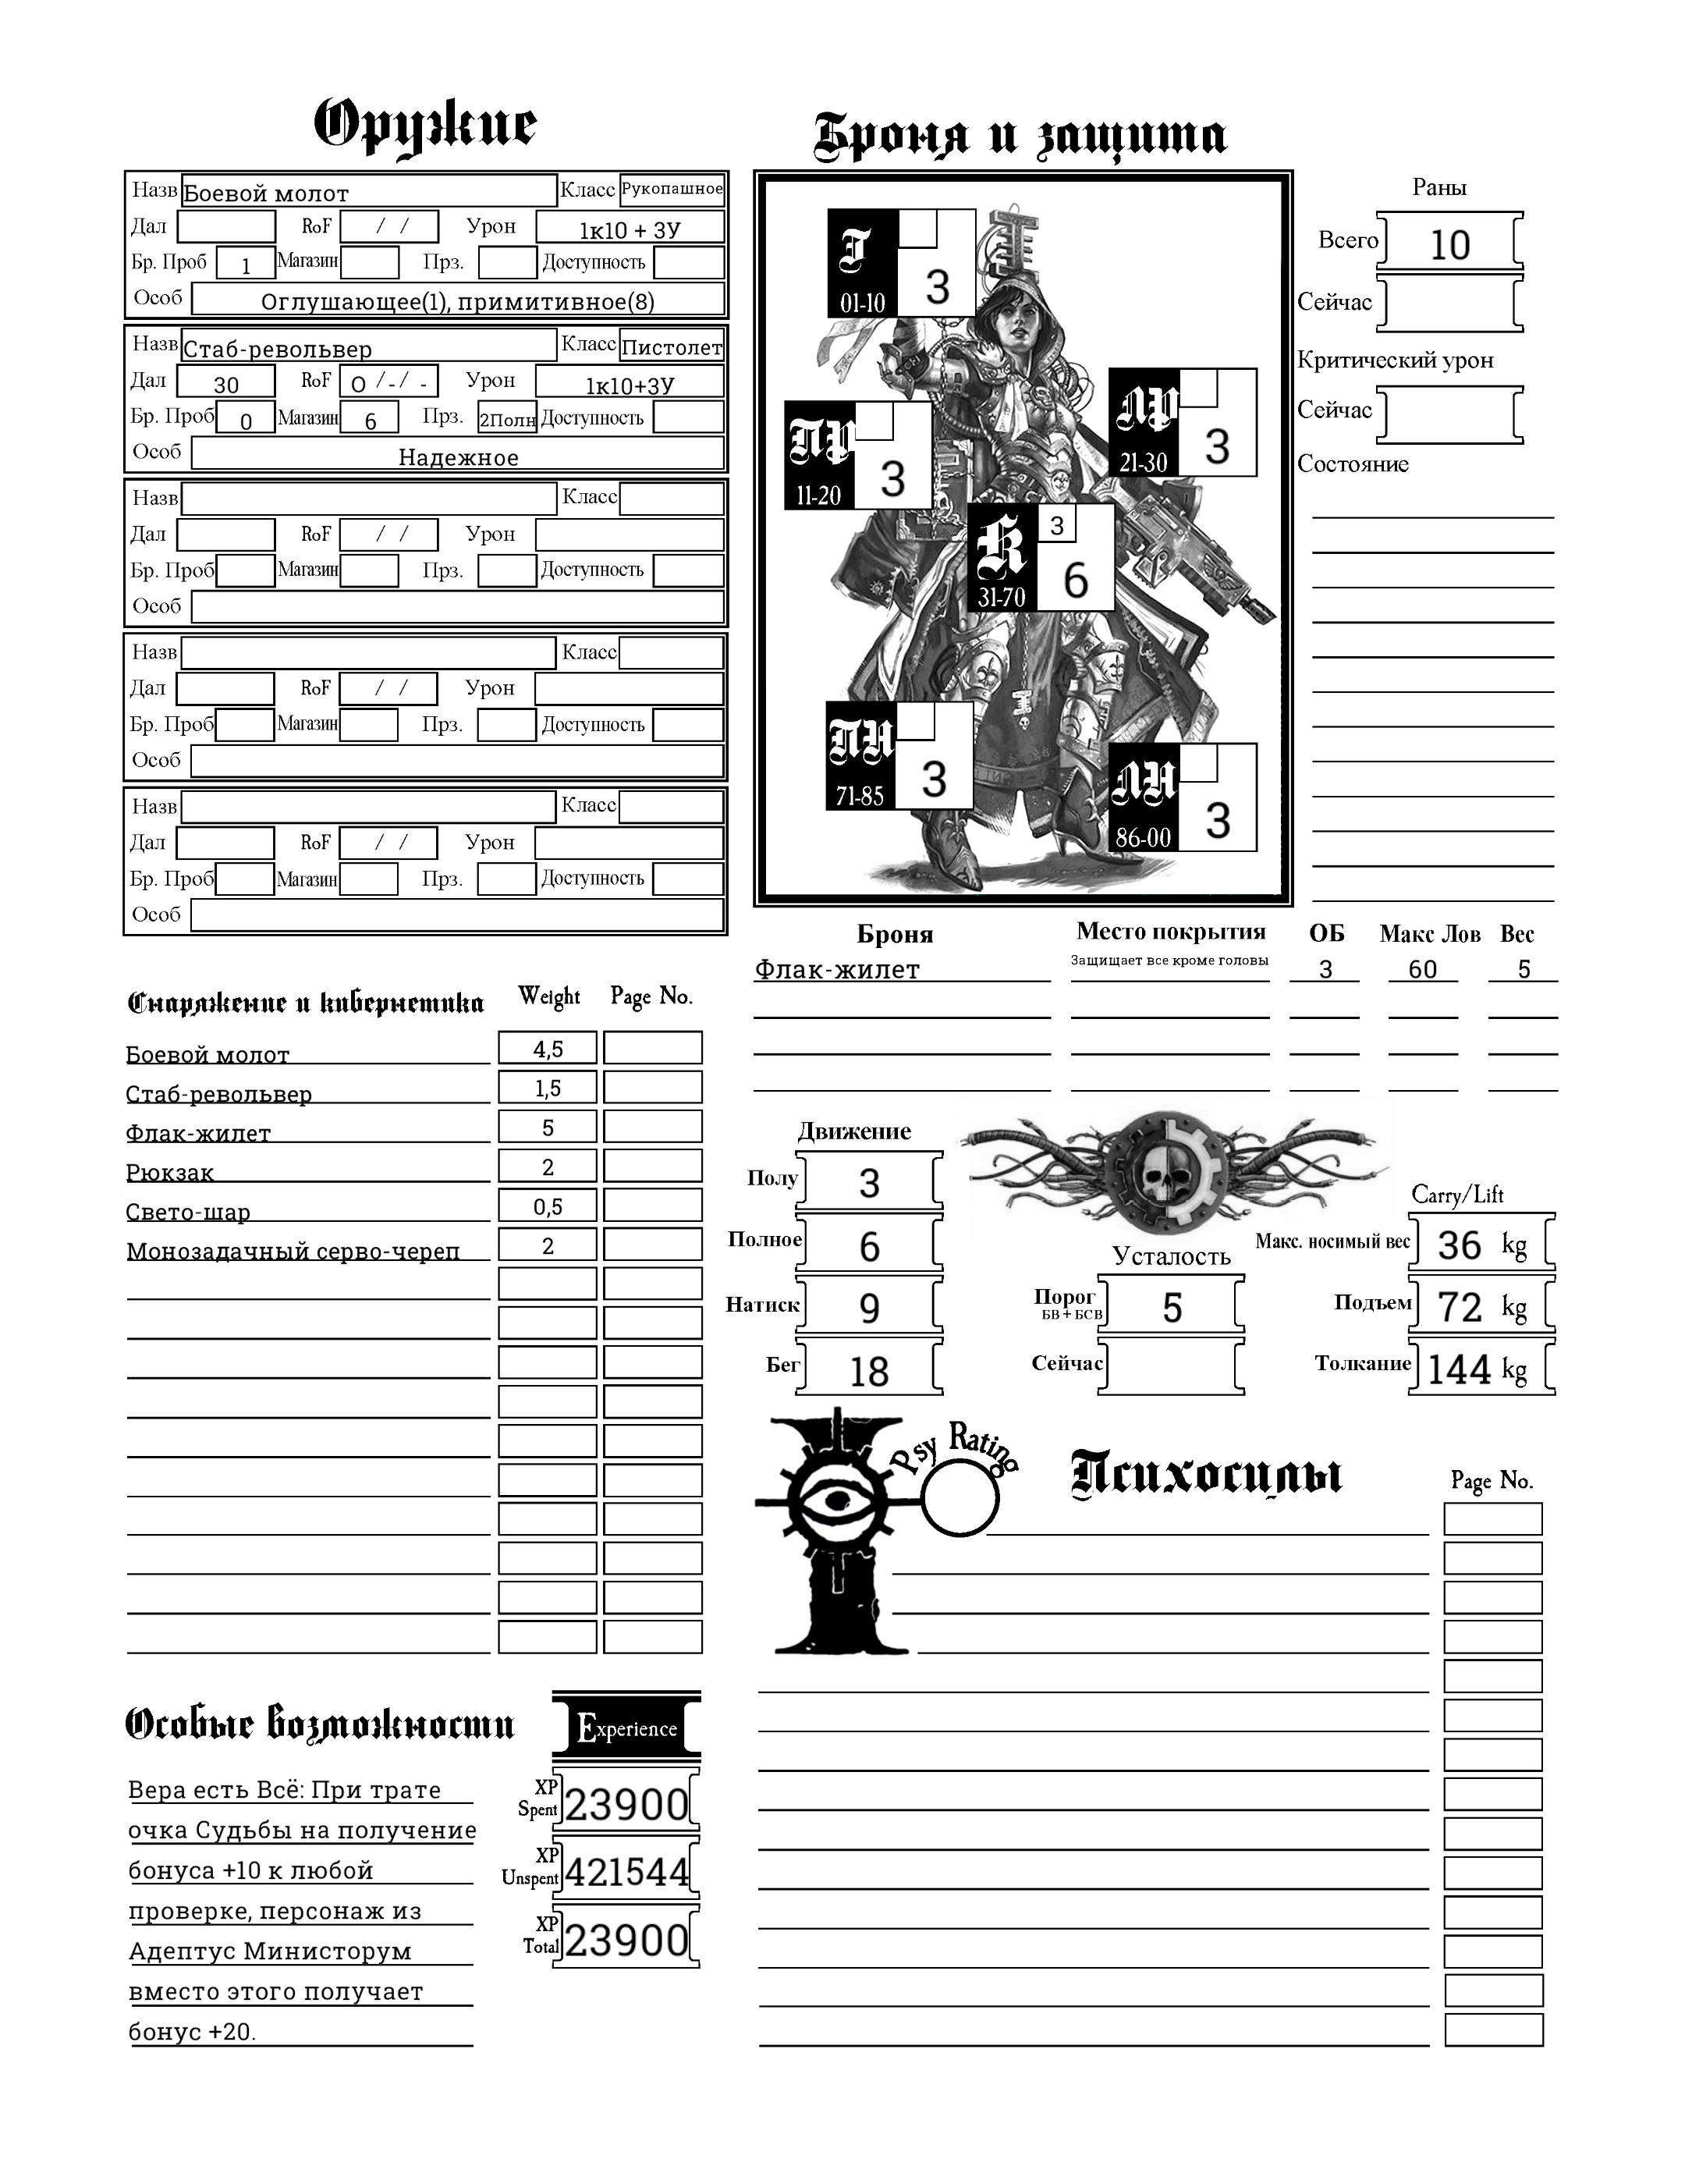 Оружие
Назв Боевой молот Класс Рукопашное
Дал RoF / / Урон 1к10 + 3У
Бр. Проб 1 Магазин Прз. Доступность
Особ Оглушающее(1), примитивное(8)
Назв Стаб-револьвер Класс Пистолет
Дал 30 RoF О /-/ - Урон 1к10+3У
Бр. Проб 0 Магазин 6 Прз. 2Полн Доступность
Особ Надежное
Назв Класс
Дал RoF / / Урон
Бр. Проб Магазин Прз. Доступность
Особ
Назв Класс
Дал RoF / / Урон
Бр. Проб Магазин Прз. Доступность
Особ
Назв Класс
Дал RoF / / Урон
Бр. Проб Магазин Прз. Доступность
Особ
Броня и защита
Г 3
01-10
ПР 3
11-20
ЛР 3
21-30
К 3 6
31-70
ПН 3
71-85
ЛН 3
86-00
Раны
Всего 10
Сейчас
Критический урон
Сейчас
Состояние
Броня Место покрытия ОБ Макс Лов Вес
Флак-жилет Защищает все кроме головы 3 60 5
Снаряжение и кибернетика Weight Page No.
Боевой молот 4,5
Стаб-револьвер 1,5
Флак-жилет 5
Рюкзак 2
Свето-шар 0,5
Монозадачный серво-череп 2
Движение
Полу 3
Полное 6
Натиск 9
Бег 18
Усталость
Порог 5
БВ + БСВ
Сейчас
Carry/Lift
Макс. носимый вес 36 kg
Подъем 72 kg
Толкание 144 kg
Psy Rating
Психосилы Page No.
Особые возможности
Вера есть Всё: При трате
очка Судьбы на получение
бонуса +10 к любой
проверке, персонаж из
Адептус Министорум
вместо этого получает
бонус +20.
Experience
XP Spent 23900
XP Unspent 421544
XP Total 23900